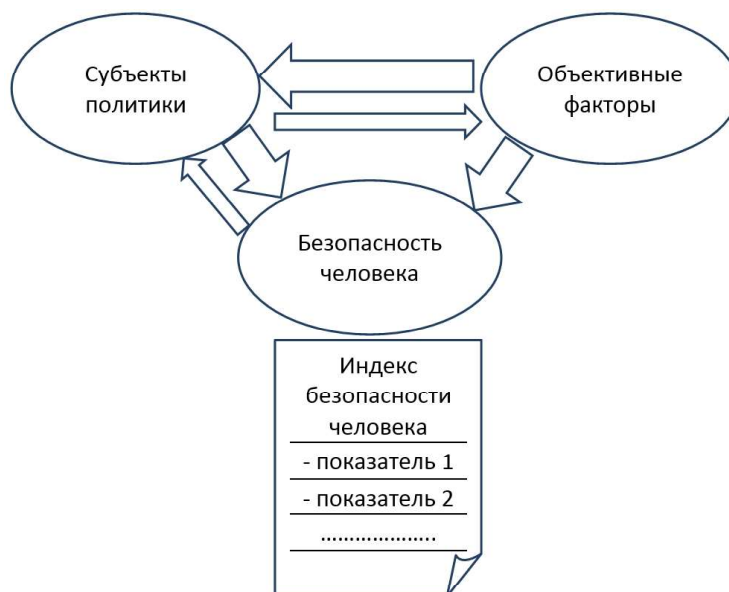 Субъекты
политики
Объективные
факторы
Безопасность
человека
Индекс
безопасности
человека
- показатель 1
- показатель 2
………………..